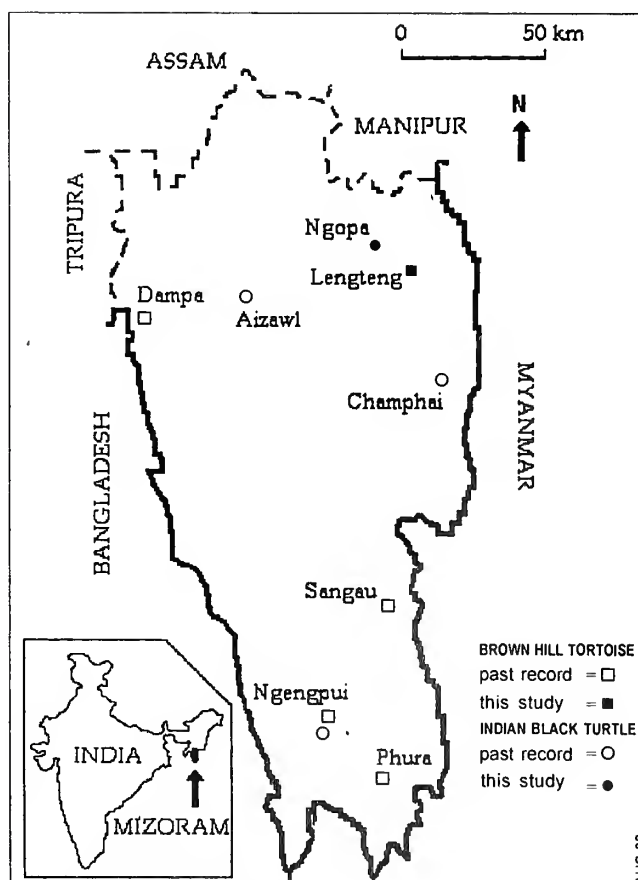 0 50 km
ASSAM
N
MANIPUR
TRIPURA
Ngopa
Lengteng
Dampa
Aizawl
Champhai
MYANMAR
BANGLADESH
Sangau
BROWN HILL TORTOISE
past record = □
this study = ■
INDIAN BLACK TURTLE
past record = ○
this study = ●
Ngengpui
Phura
INDIA
MIZORAM